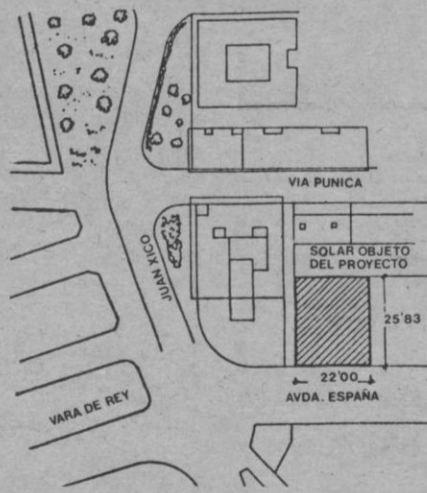 VIA PUNICA
JUAN XICO
SOLAR OBJETO
DEL PROYECTO
25'83
22'00
AVDA. ESPAÑA
VARA DE REY